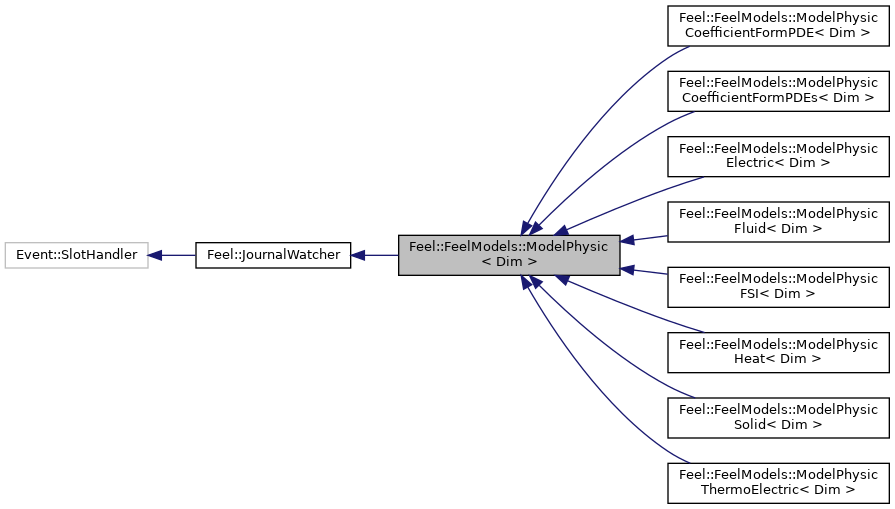 Feel::FeelModels::ModelPhysic
CoefficientFormPDE< Dim >
Feel::FeelModels::ModelPhysic
CoefficientFormPDEs< Dim >
Feel::FeelModels::ModelPhysic
Electric< Dim >
Feel::FeelModels::ModelPhysic
Fluid< Dim >
Event::SlotHandler
Feel::JournalWatcher
Feel::FeelModels::ModelPhysic
< Dim >
Feel::FeelModels::ModelPhysic
FSI< Dim >
Feel::FeelModels::ModelPhysic
Heat< Dim >
Feel::FeelModels::ModelPhysic
Solid< Dim >
Feel::FeelModels::ModelPhysic
ThermoElectric< Dim >